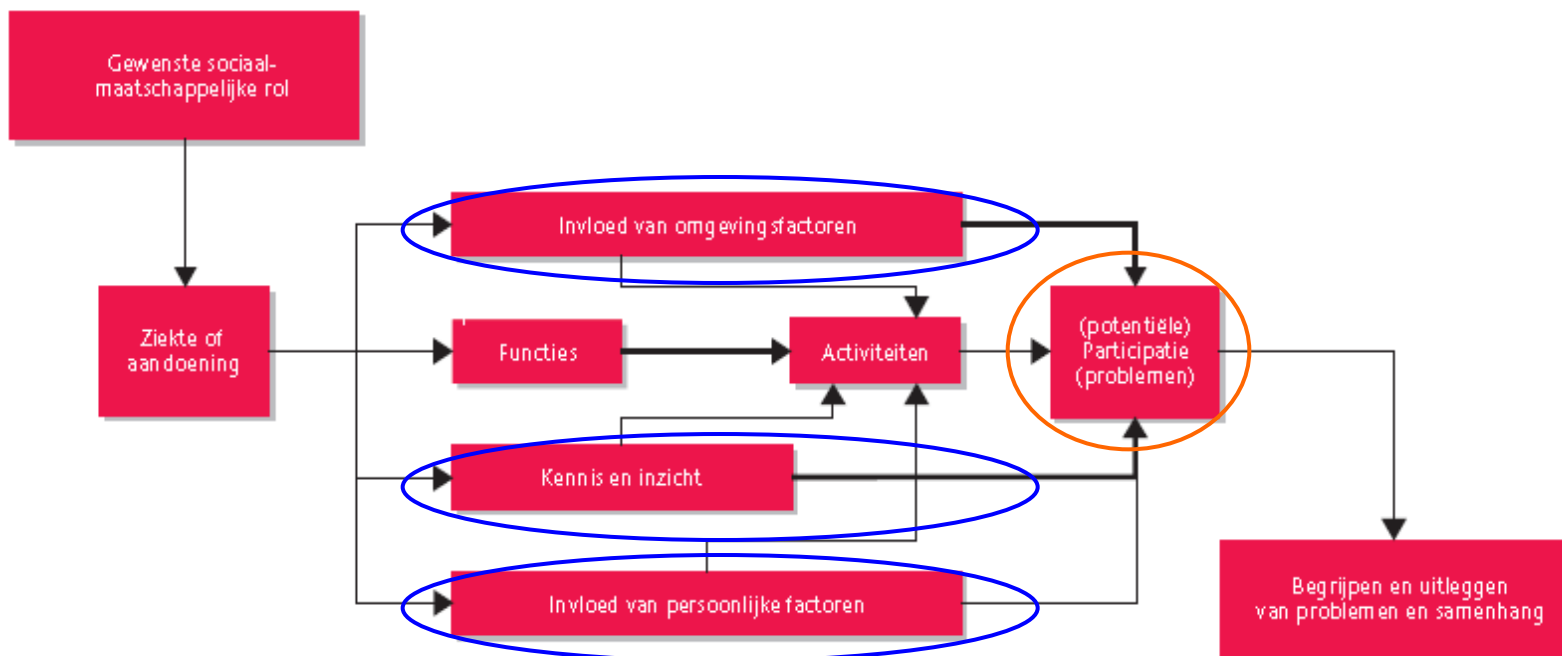 Gewenste sociaal-
maatschappelijke rol
Invloed van omgevingsfactoren
Ziekte of
aandoening
Functies
Activiteiten
(potentiële)
Participatie
(problemen)
Kennis en inzicht
Invloed van persoonlijke factoren
Begrijpen en uitleggen
van problemen en samenhang